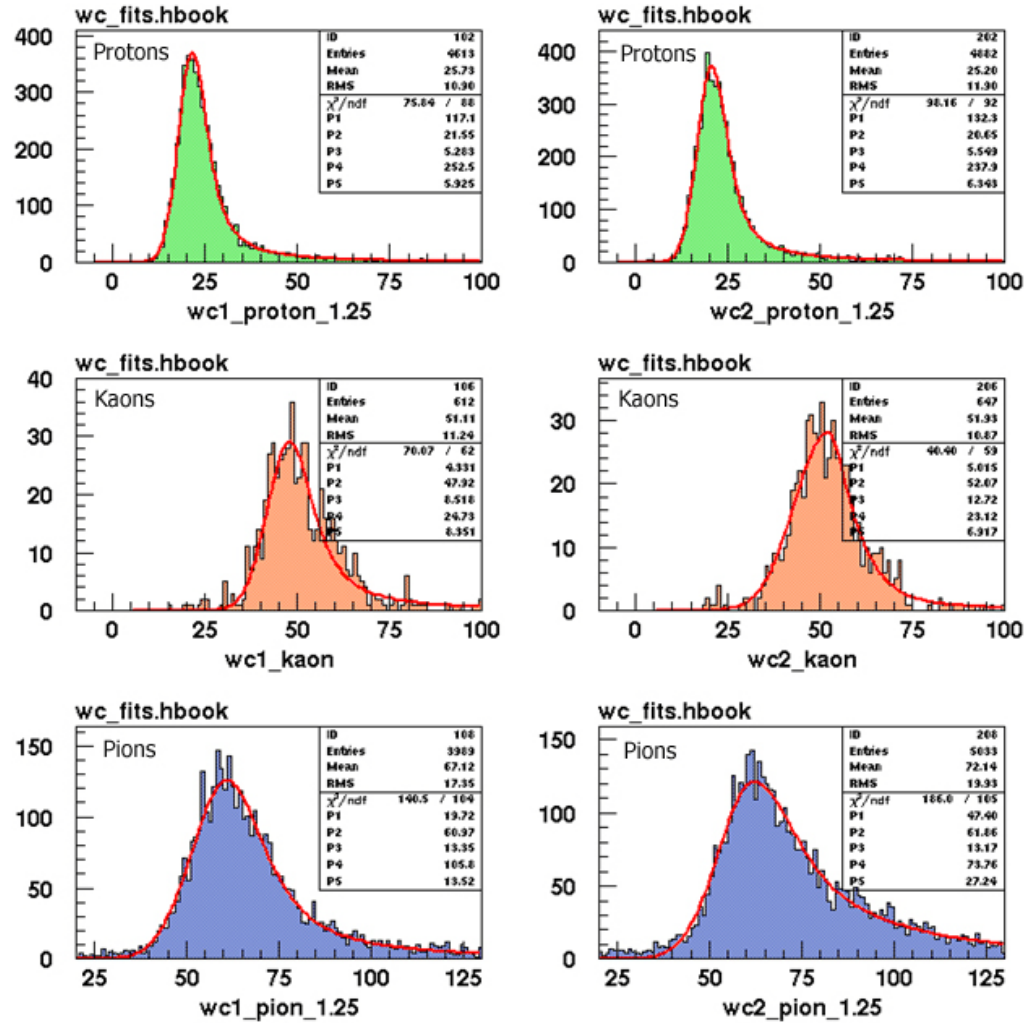 wc_fits.hbook
400
300
200
100
0
Protons
ID 102
Entries 4613
Mean 25.73
RMS 10.90
χ²/ndf 75.84 / 88
P1 117.1
P2 21.55
P3 5.283
P4 252.5
P5 5.925
0 25 50 75 100
wc1_proton_1.25
wc_fits.hbook
400
300
200
100
0
Protons
ID 202
Entries 4882
Mean 25.20
RMS 11.90
χ²/ndf 98.16 / 92
P1 132.3
P2 20.65
P3 5.549
P4 237.9
P5 6.343
0 25 50 75 100
wc2_proton_1.25
wc_fits.hbook
40
30
20
10
0
Kaons
ID 106
Entries 612
Mean 51.11
RMS 11.24
χ²/ndf 70.07 / 62
P1 4.331
P2 47.92
P3 8.518
P4 24.73
P5 8.351
0 25 50 75 100
wc1_kaon
wc_fits.hbook
30
20
10
0
Kaons
ID 206
Entries 647
Mean 51.93
RMS 10.87
χ²/ndf 40.40 / 59
P1 5.015
P2 52.07
P3 12.72
P4 23.12
P5 6.917
0 25 50 75 100
wc2_kaon
wc_fits.hbook
150
100
50
0
Pions
ID 108
Entries 3989
Mean 67.12
RMS 17.35
χ²/ndf 140.5 / 104
P1 19.72
P2 60.97
P3 13.35
P4 105.8
P5 13.52
25 50 75 100 125
wc1_pion_1.25
wc_fits.hbook
150
100
50
0
Pions
ID 208
Entries 5033
Mean 72.14
RMS 19.93
χ²/ndf 186.0 / 105
P1 47.40
P2 61.86
P3 13.17
P4 73.76
P5 27.24
25 50 75 100 125
wc2_pion_1.25